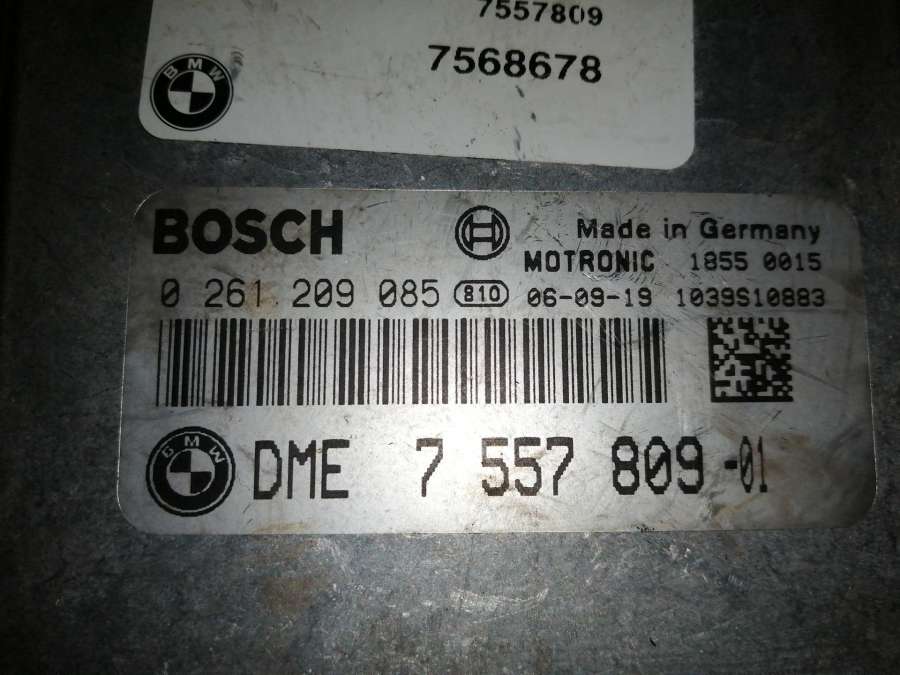 7557809
7568678
BMW
BOSCH
Made in Germany
MOTRONIC 1855 0015
0 261 209 085 810 06-09-19 1039S10883
BMW DME 7 557 809 -01